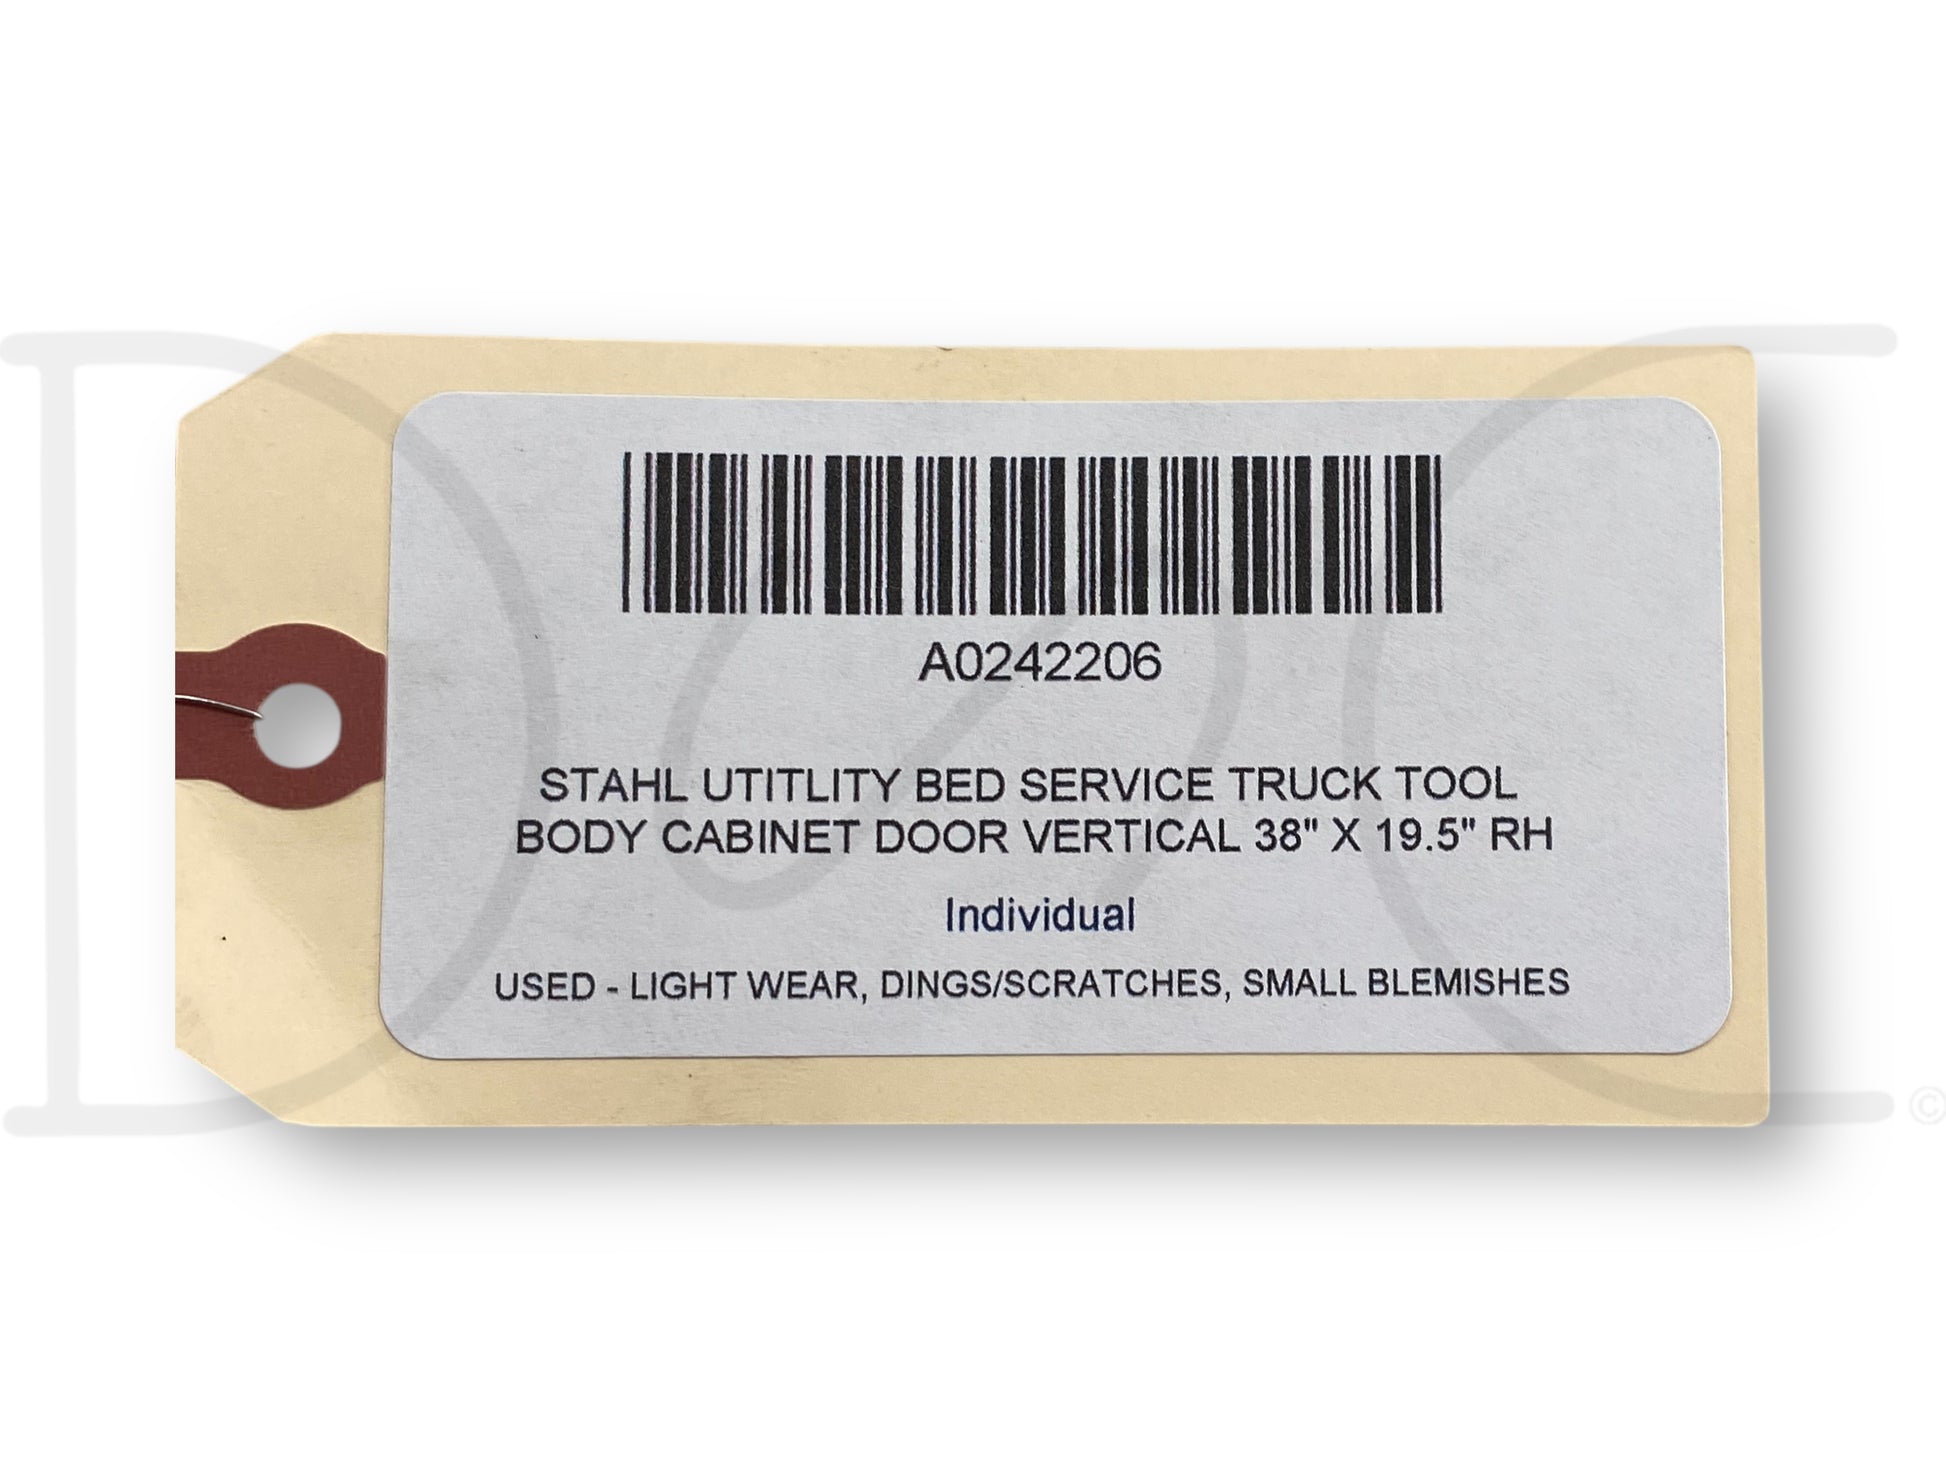 A0242206
STAHL UTITLITY BED SERVICE TRUCK TOOL
BODY CABINET DOOR VERTICAL 38" X 19.5" RH
Individual
USED - LIGHT WEAR, DINGS/SCRATCHES, SMALL BLEMISHES
©